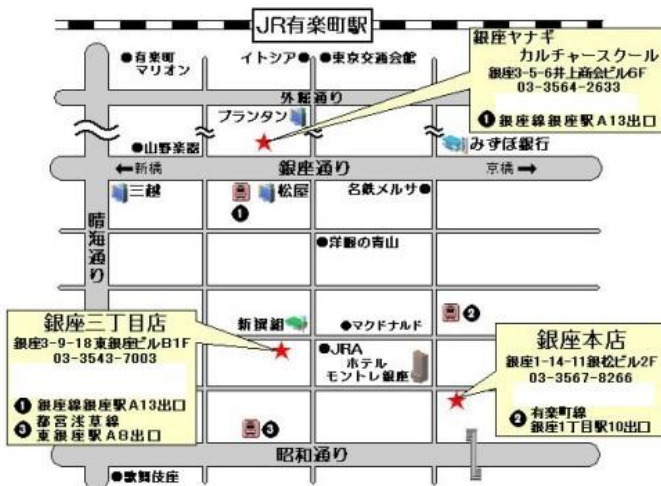 JR有楽町駅
●有楽町
マリオン
イトシア●
●東京交通会館
外堀通り
プランタン
銀座ヤナギ
カルチャースクール
銀座3-5-6井上商会ビル6F
03-3564-2633
❶銀座線銀座駅A13出口
●山野楽器
みずほ銀行
←新橋
銀座通り
京橋→
三越
松屋
名鉄メルサ●
❶
晴海通り
●洋服の青山
❷
銀座三丁目店
銀座3-9-18東銀座ビルB1F
03-3543-7003
❶銀座線銀座駅A13出口
❸都営浅草線
東銀座駅A8出口
新撰組
●マクドナルド
●JRA
ホテル
モントレ銀座
銀座本店
銀座1-14-11銀松ビル2F
03-3567-8266
❷有楽町線
銀座1丁目駅10出口
❸
昭和通り
●歌舞伎座